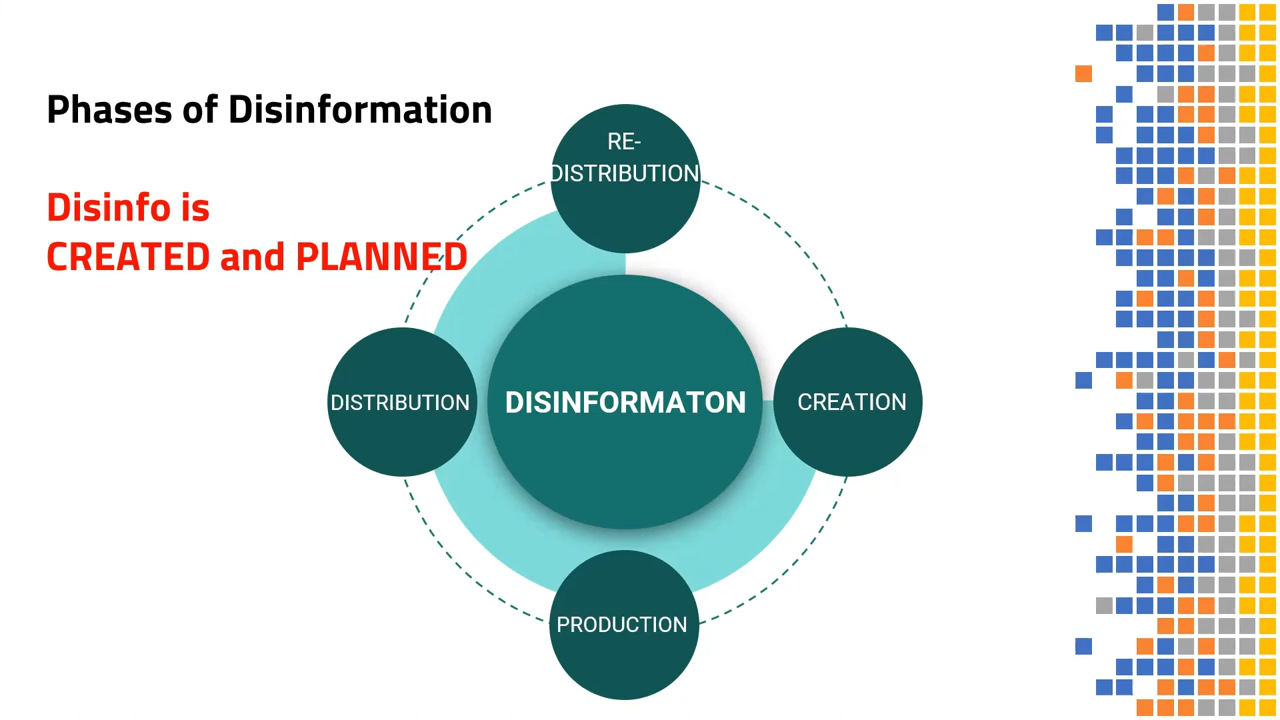 Phases of Disinformation
Disinfo is
CREATED and PLANNED
RE-
DISTRIBUTION
DISTRIBUTION
DISINFORMATON
CREATION
PRODUCTION